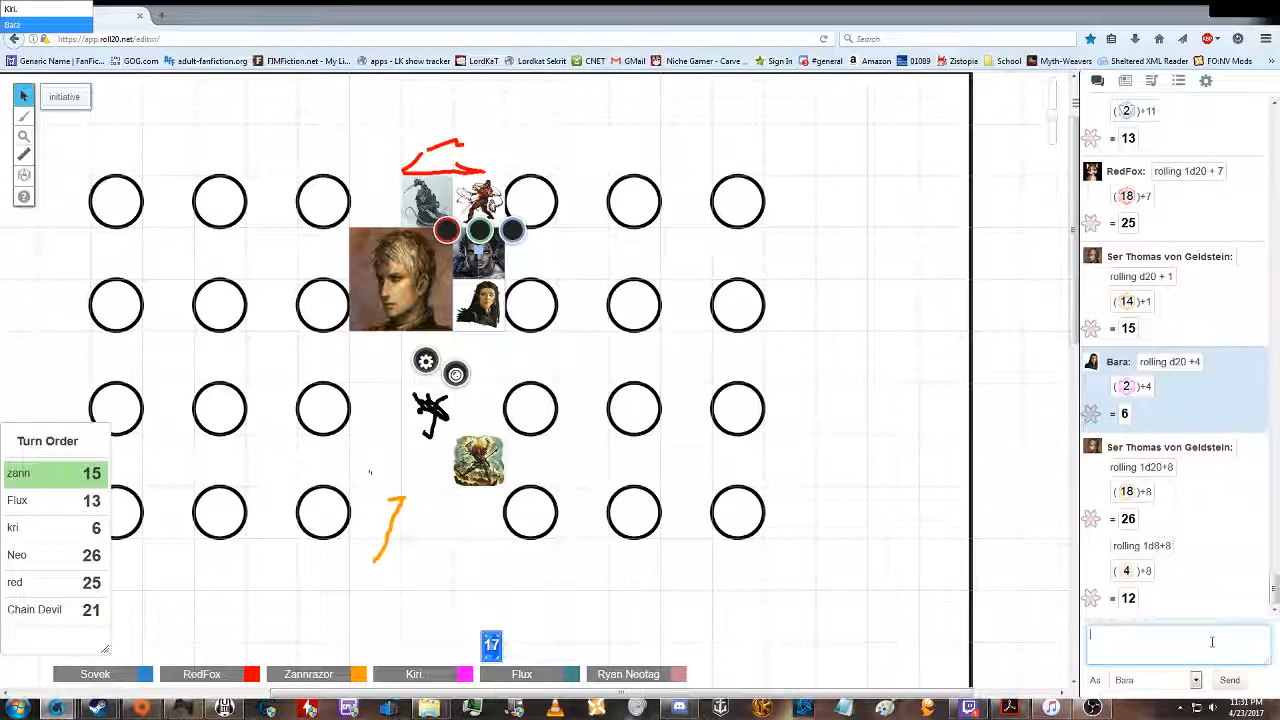 Kiri.
Bara
https://app.roll20.net/editor/
Search
Generic Name | FanFic...
GOG.com
adult-fanfiction.org
FIMFiction.net - My Li...
apps - LK show tracker
LordKaT
Lordkat Sekrit
CNET
GMail
Niche Gamer - Carve ...
Sign In
#general
Amazon
01089
Zistopia
School
Myth-Weavers
Sheltered XML Reader
FO:NV Mods
initiative
(2)+11
= 13
RedFox: rolling 1d20 + 7
(18)+7
= 25
Ser Thomas von Geldstein:
rolling d20 + 1
(14)+1
= 15
Bara: rolling d20 +4
(2)+4
= 6
Ser Thomas von Geldstein:
rolling 1d20+8
(18)+8
= 26
rolling 1d8+8
(4)+8
= 12
Turn Order
zann 15
Flux 13
kri 6
Neo 26
red 25
Chain Devil 21
17
Sovek
RedFox
Zannrazor
Kiri.
Flux
Ryan Neotag
As
Bara
Send
11:31 PM
4/23/2017